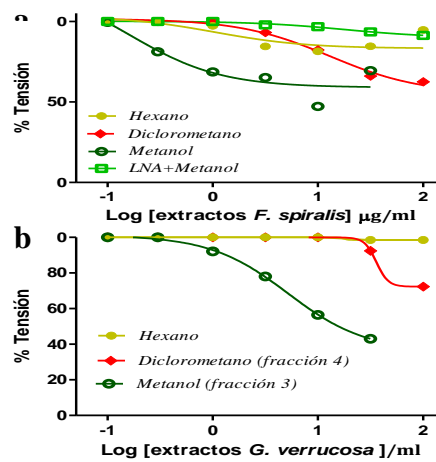 a
0
50
0
% Tensión
Hexano
Diclorometano
Metanol
LNA+Metanol
-1 0 1 2
Log [extractos F. spiralis] µg/ml
b
0
80
60
40
20
0
% Tensión
Hexano
Diclorometano (fracción 4)
Metanol (fracción 3)
-1 0 1 2
Log [extractos G. verrucosa ]/ml